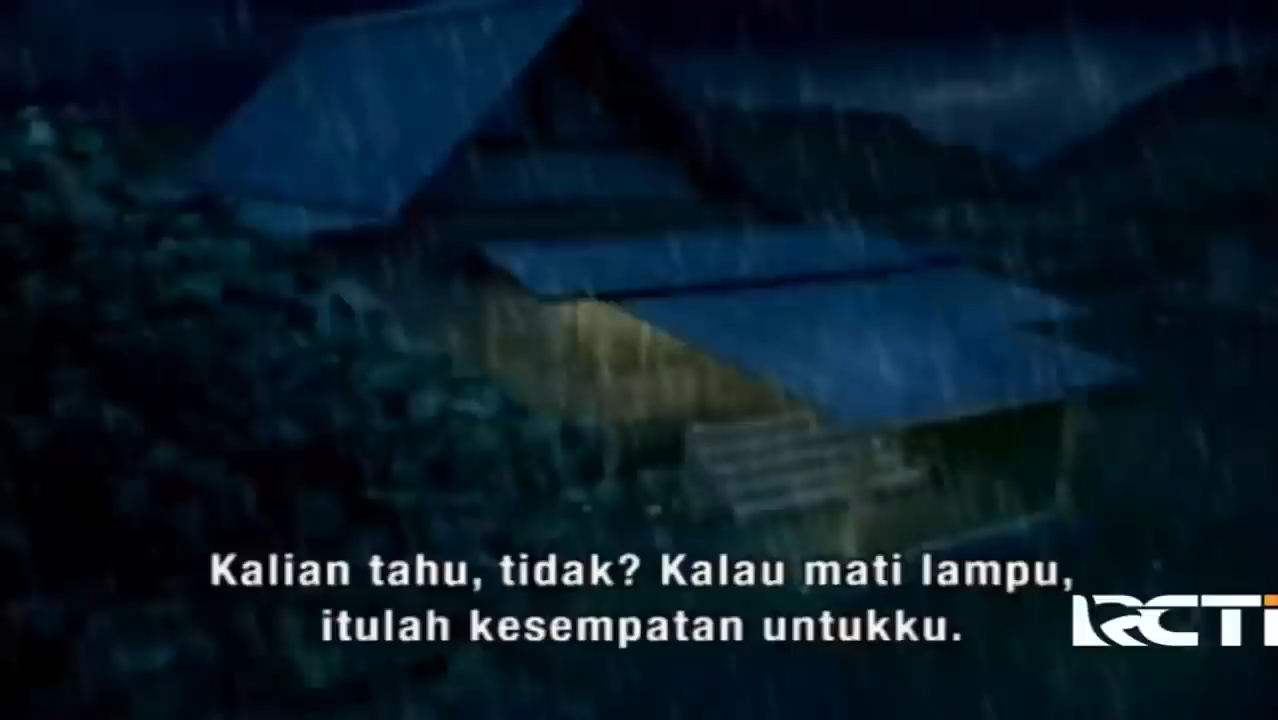 Kalian tahu, tidak? Kalau mati lampu,
itulah kesempatan untukku.
RCTI